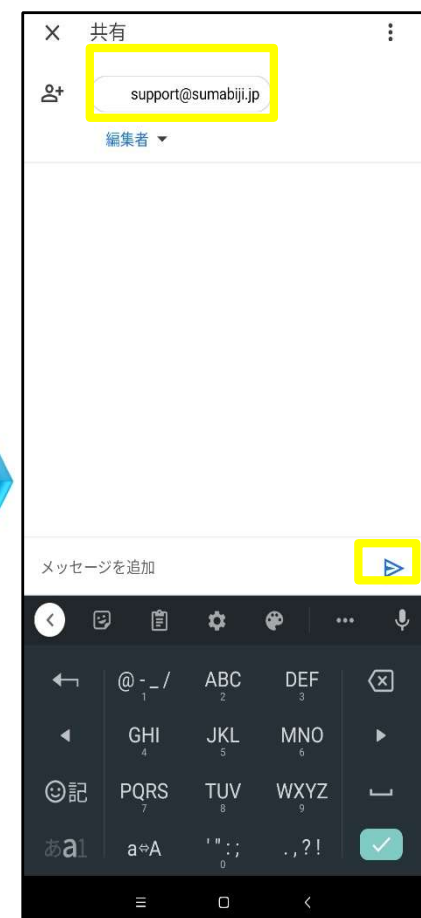 共有
support@sumabiji.jp
編集者
メッセージを追加
@-_/ ABC DEF
1 2 3
GHI JKL MNO
4 5 6
☺記 PQRS TUV WXYZ
7 8 9
あa1 a⇔A '":; .,?!
0